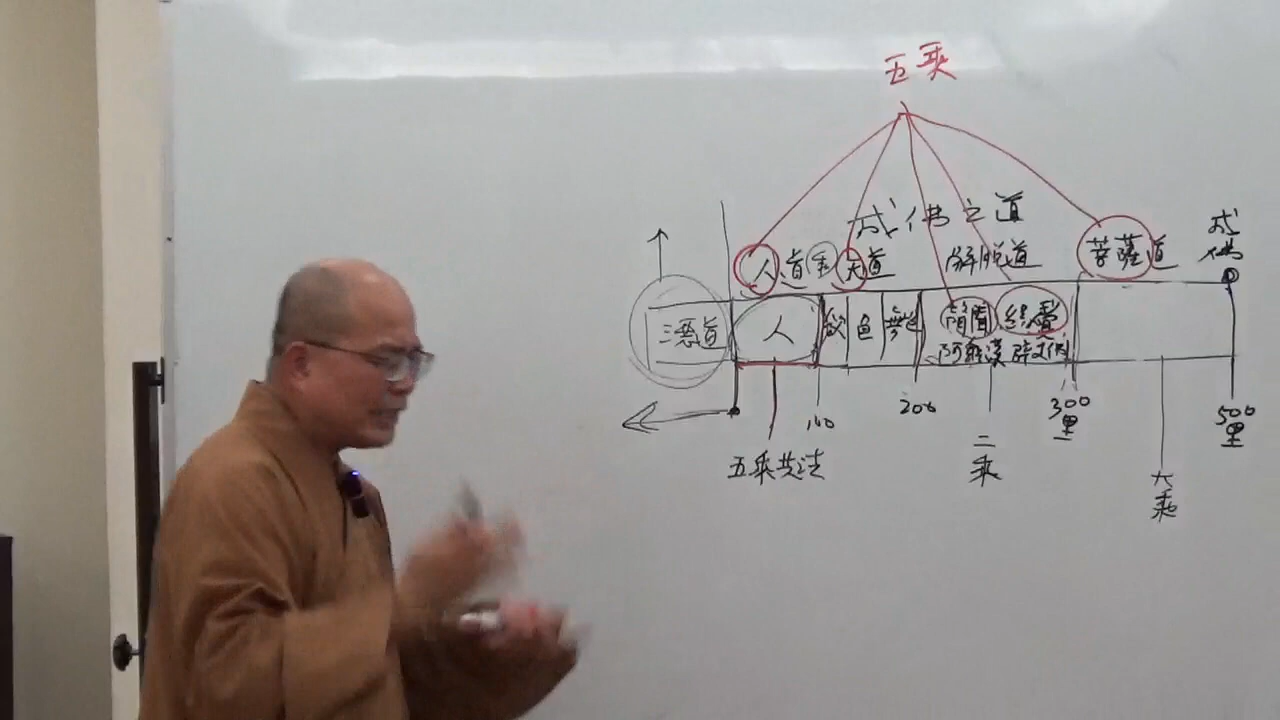 五乘
成佛之道
成佛
人道 天道 解脫道 菩薩道
三惡道 人 欲 色 無色 聲聞 緣覺
阿羅漢 辟支佛
100 200 300里 500里
五乘共法 二乘 大乘